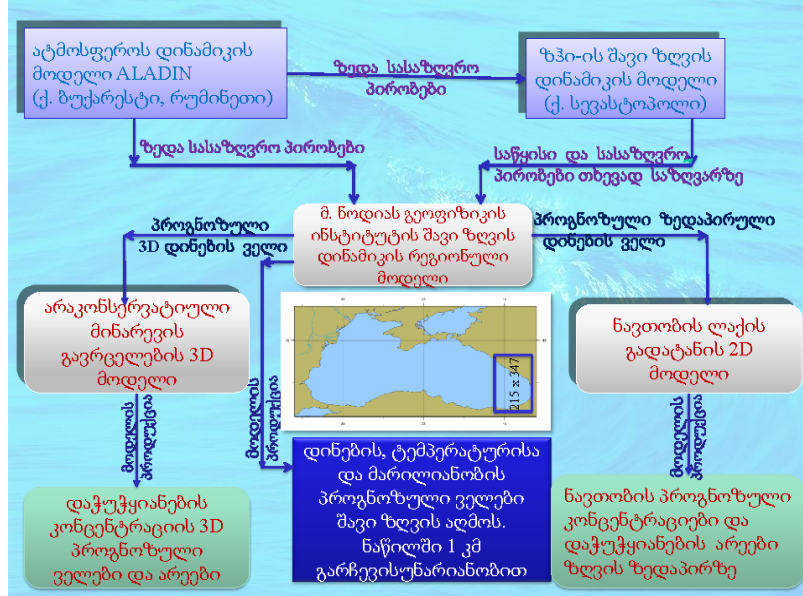 ატმოსფეროს დინამიკის
მოდელი ALADIN
(ქ. ბუქარესტი, რუმინეთი)
ზედა სასაზღვრო
პირობები
ზჰი-ის შავი ზღვის
დინამიკის მოდელი
(ქ. სევასტოპოლი)
ზედა სასაზღვრო პირობები
საწყისი და სასაზღვრო
პირობები თხევად საზღვარზე
მ. ნოდიას გეოფიზიკის
ინსტიტუტის შავი ზღვის
დინამიკის რეგიონული
მოდელი
პროგნოზული
3D დინების ველი
პროგნოზული ზედაპირული
დინების ველი
არაკონსერვატიული
მინარევის
გავრცელების 3D
მოდელი
215 x 347
ნავთობის ლაქის
გადატანის 2D
მოდელი
მოდელის
პროდუქცია
მოდელის
პროდუქცია
მოდელის
პროდუქცია
დაჭუჭყიანების
კონცენტრაციის 3D
პროგნოზული
ველები და არეები
დინების, ტემპერატურისა
და მარილიანობის
პროგნოზული ველები
შავი ზღვის აღმოს.
ნაწილში 1 კმ
გარჩევისუნარიანობით
ნავთობის პროგნოზული
კონცენტრაციები და
დაჭუჭყიანების არეები
ზღვის ზედაპირზე